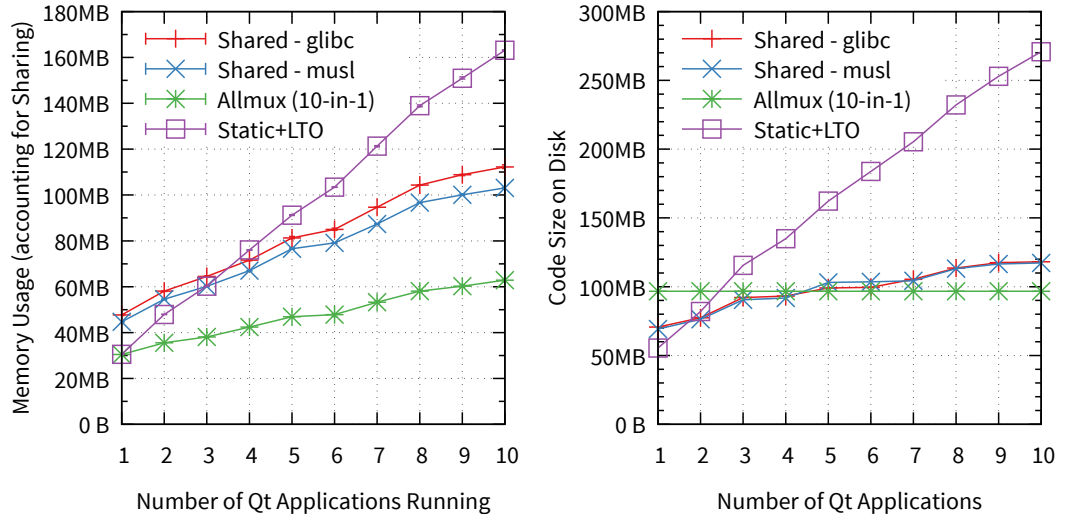 Memory Usage (accounting for Sharing)
180MB
160MB
140MB
120MB
100MB
80MB
60MB
40MB
20MB
0 B
Shared - glibc
Shared - musl
Allmux (10-in-1)
Static+LTO
1 2 3 4 5 6 7 8 9 10
Number of Qt Applications Running
Code Size on Disk
300MB
250MB
200MB
150MB
100MB
50MB
0 B
Shared - glibc
Shared - musl
Allmux (10-in-1)
Static+LTO
1 2 3 4 5 6 7 8 9 10
Number of Qt Applications